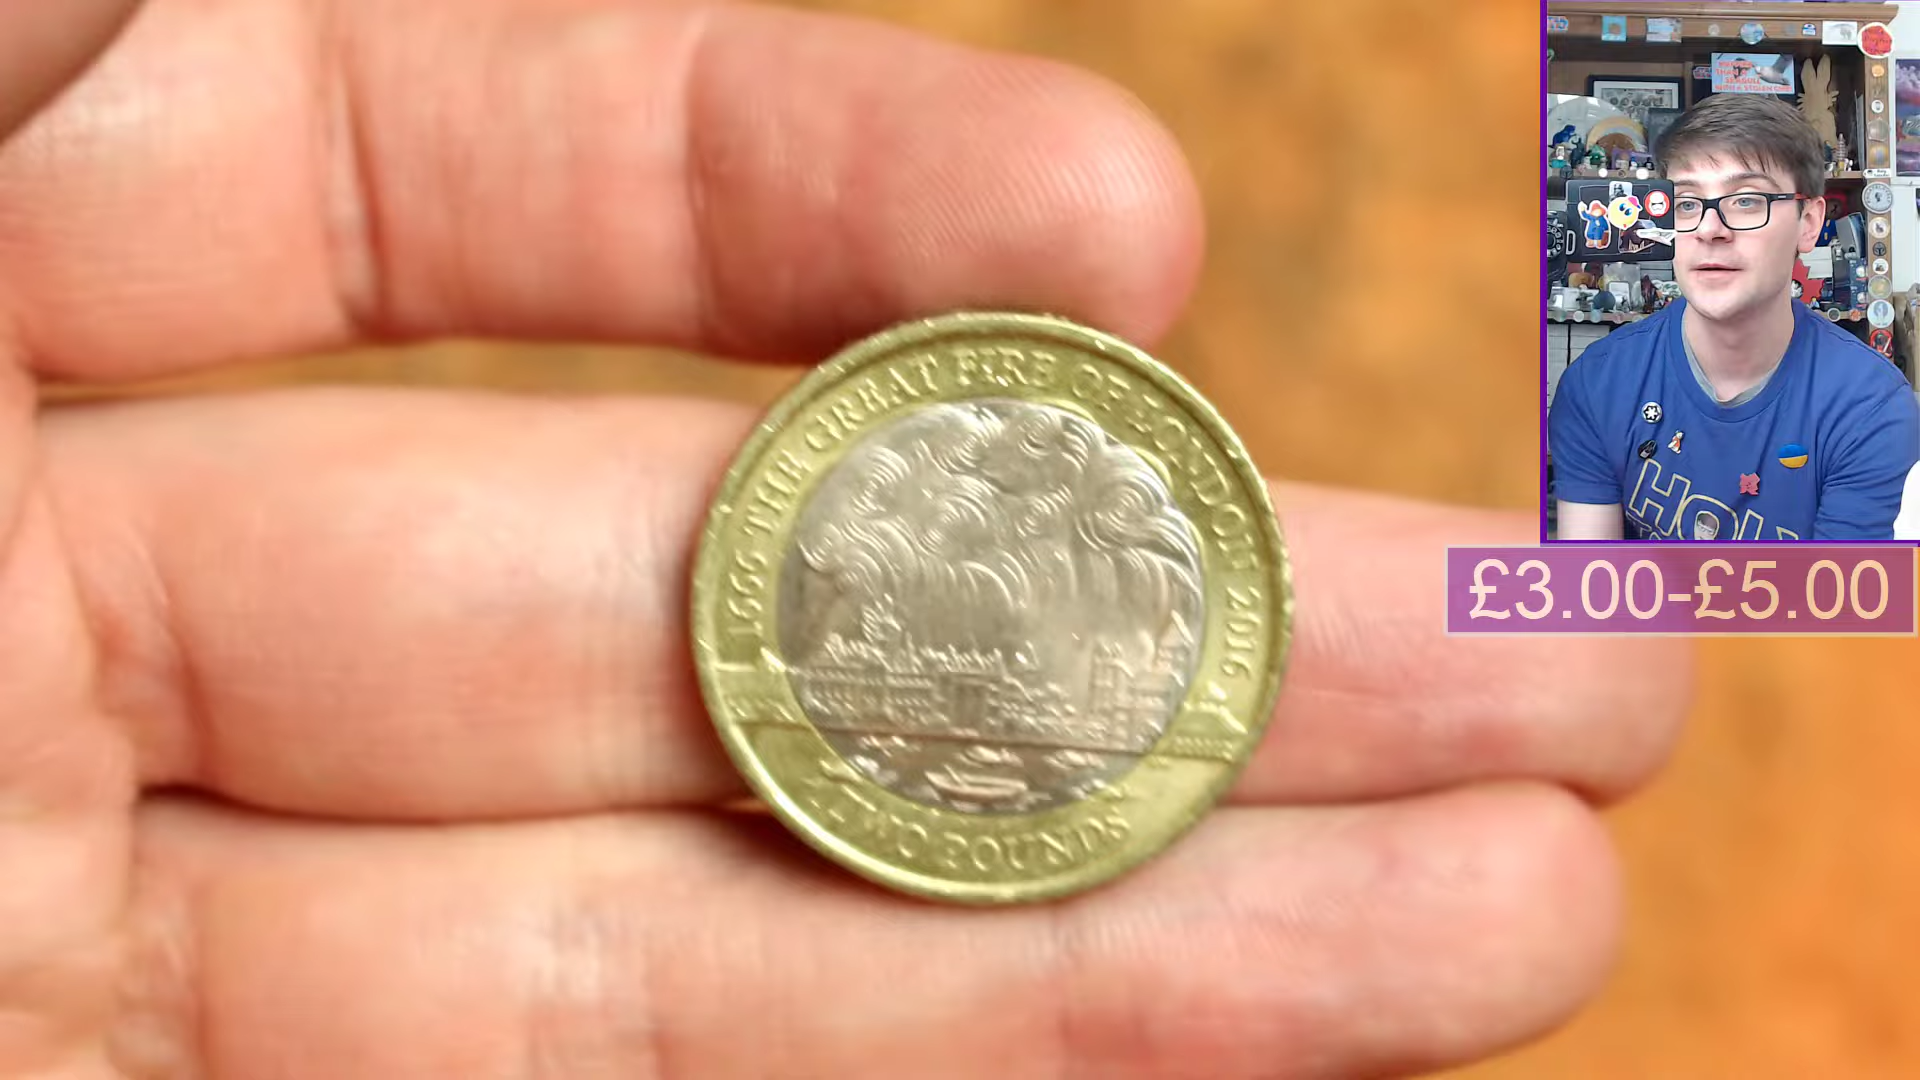 1666 THE GREAT FIRE OF LONDON 2016
TWO POUNDS
£3.00-£5.00